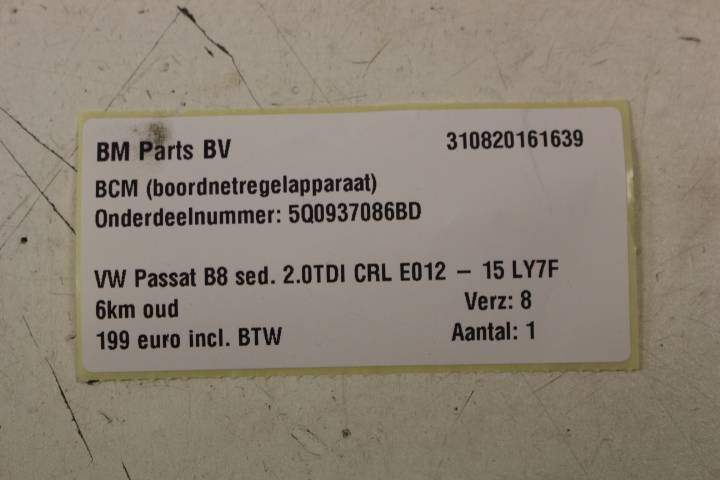 BM Parts BV 310820161639
BCM (boordnetregelapparaat)
Onderdeelnummer: 5Q0937086BD
VW Passat B8 sed. 2.0TDI CRL E012 – 15 LY7F
6km oud Verz: 8
199 euro incl. BTW Aantal: 1